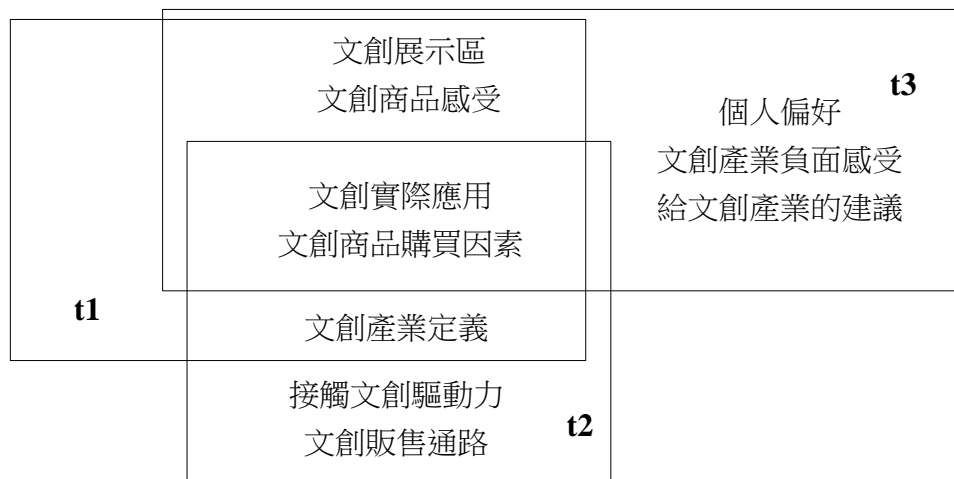 文創展示區
文創商品感受
t3
個人偏好
文創產業負面感受
給文創產業的建議
文創實際應用
文創商品購買因素
t1
文創產業定義
接觸文創驅動力
文創販售通路
t2